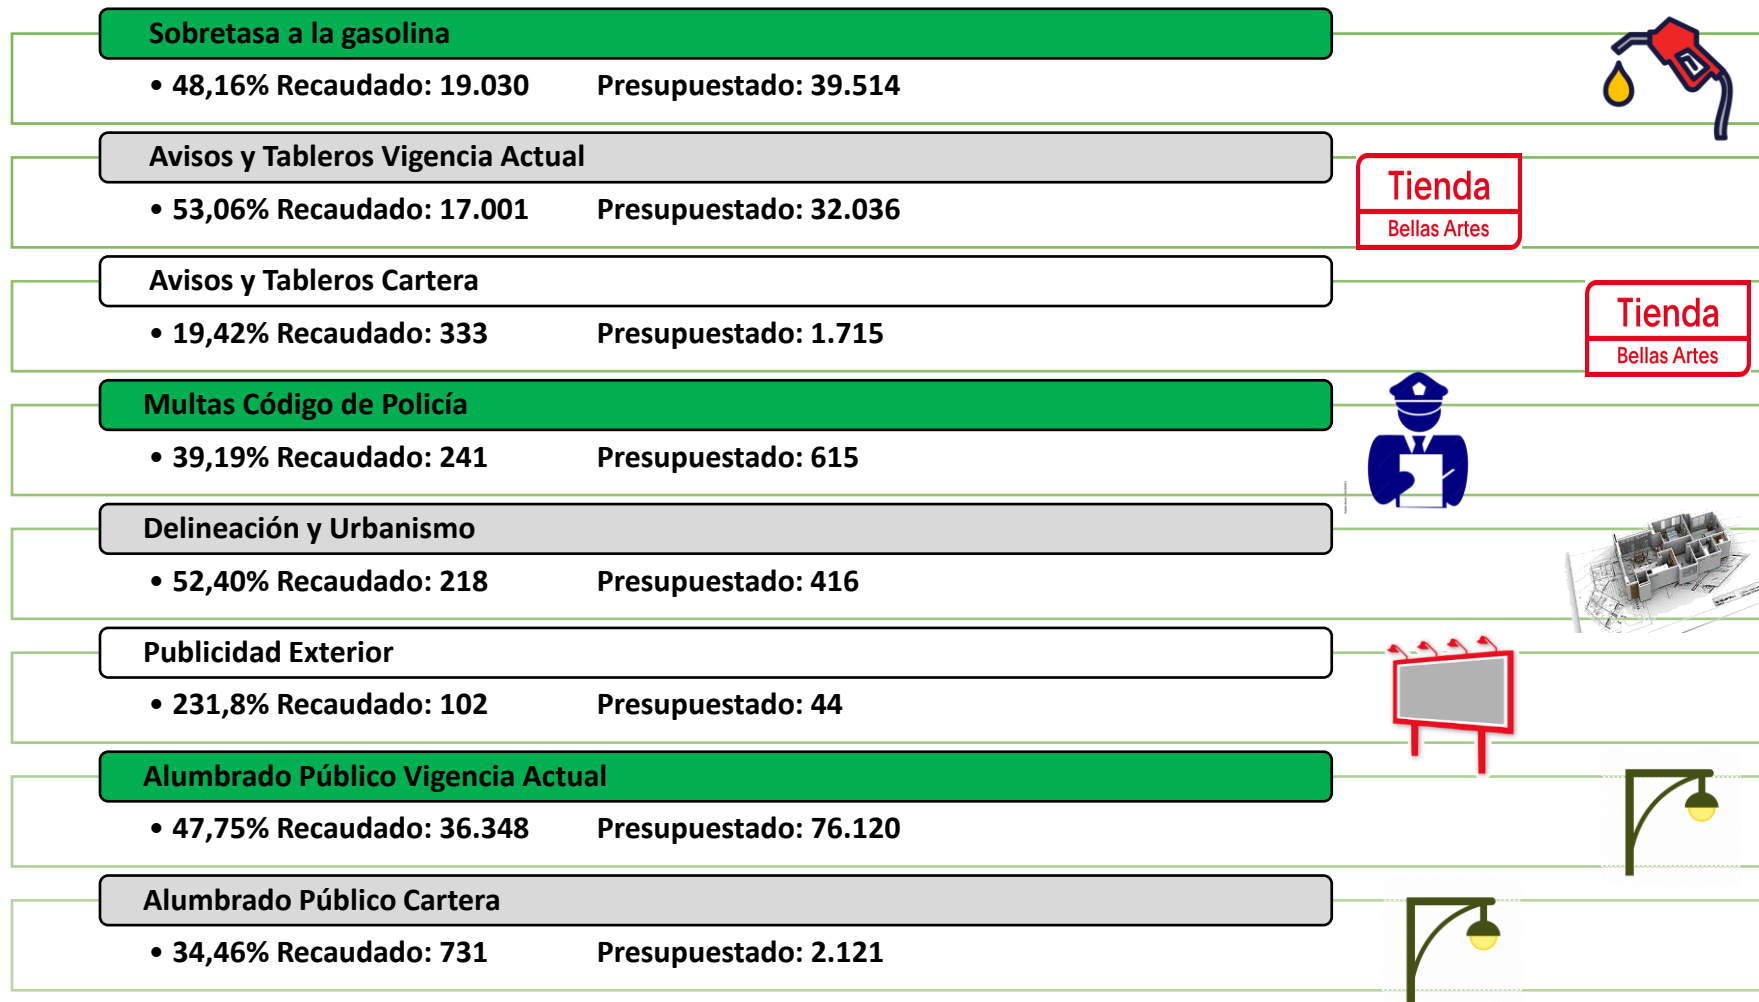 Sobretasa a la gasolina
• 48,16% Recaudado: 19.030 Presupuestado: 39.514
Avisos y Tableros Vigencia Actual
• 53,06% Recaudado: 17.001 Presupuestado: 32.036
Tienda
Bellas Artes
Avisos y Tableros Cartera
• 19,42% Recaudado: 333 Presupuestado: 1.715
Tienda
Bellas Artes
Multas Código de Policía
• 39,19% Recaudado: 241 Presupuestado: 615
Delineación y Urbanismo
• 52,40% Recaudado: 218 Presupuestado: 416
Publicidad Exterior
• 231,8% Recaudado: 102 Presupuestado: 44
Alumbrado Público Vigencia Actual
• 47,75% Recaudado: 36.348 Presupuestado: 76.120
Alumbrado Público Cartera
• 34,46% Recaudado: 731 Presupuestado: 2.121